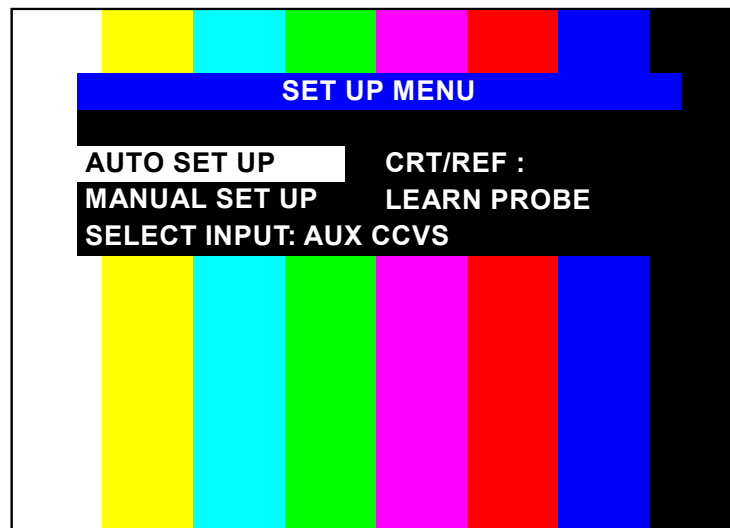 SET UP MENU
AUTO SET UP CRT/REF :
MANUAL SET UP LEARN PROBE
SELECT INPUT: AUX CCVS